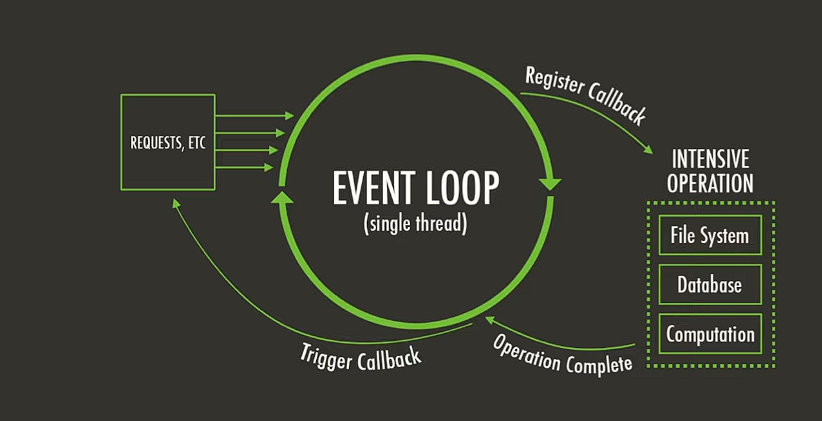 Register Callback
REQUESTS, ETC
INTENSIVE
OPERATION
EVENT LOOP
(single thread)
File System
Database
Computation
Trigger Callback
Operation Complete